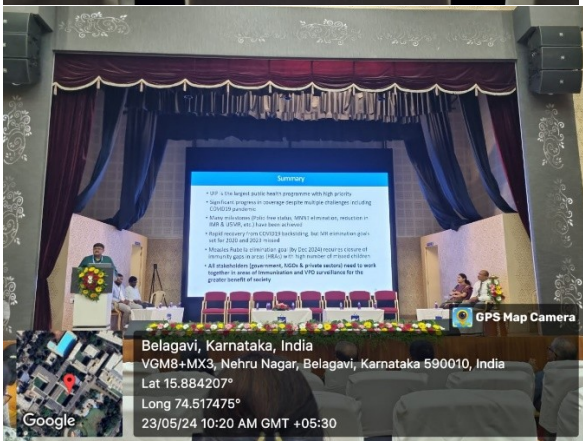 Summary
is the largest public health programme with high priority
Significant progress in coverage despite multiple challenges including
COVID19 pandemic
Many milestones (Polio free status, MNT elimination, reduction in
IMR & U5MR, etc.) have been achieved
Rapid recovery from COVID19 backsliding, but MR elimination goals
set for 2020 and 2023 missed
Measles Rubella elimination goal (by Dec 2024) requires closure of
immunity gaps in areas (HRAs) with high number of missed children
All stakeholders (government, NGOs & private sectors) need to work
together in areas of Immunization and VPD surveillance for the
greater benefit of society
GPS Map Camera
Belagavi, Karnataka, India
VGM8+MX3, Nehru Nagar, Belagavi, Karnataka 590010, India
Lat 15.884207°
Long 74.517475°
23/05/24 10:20 AM GMT +05:30
Google